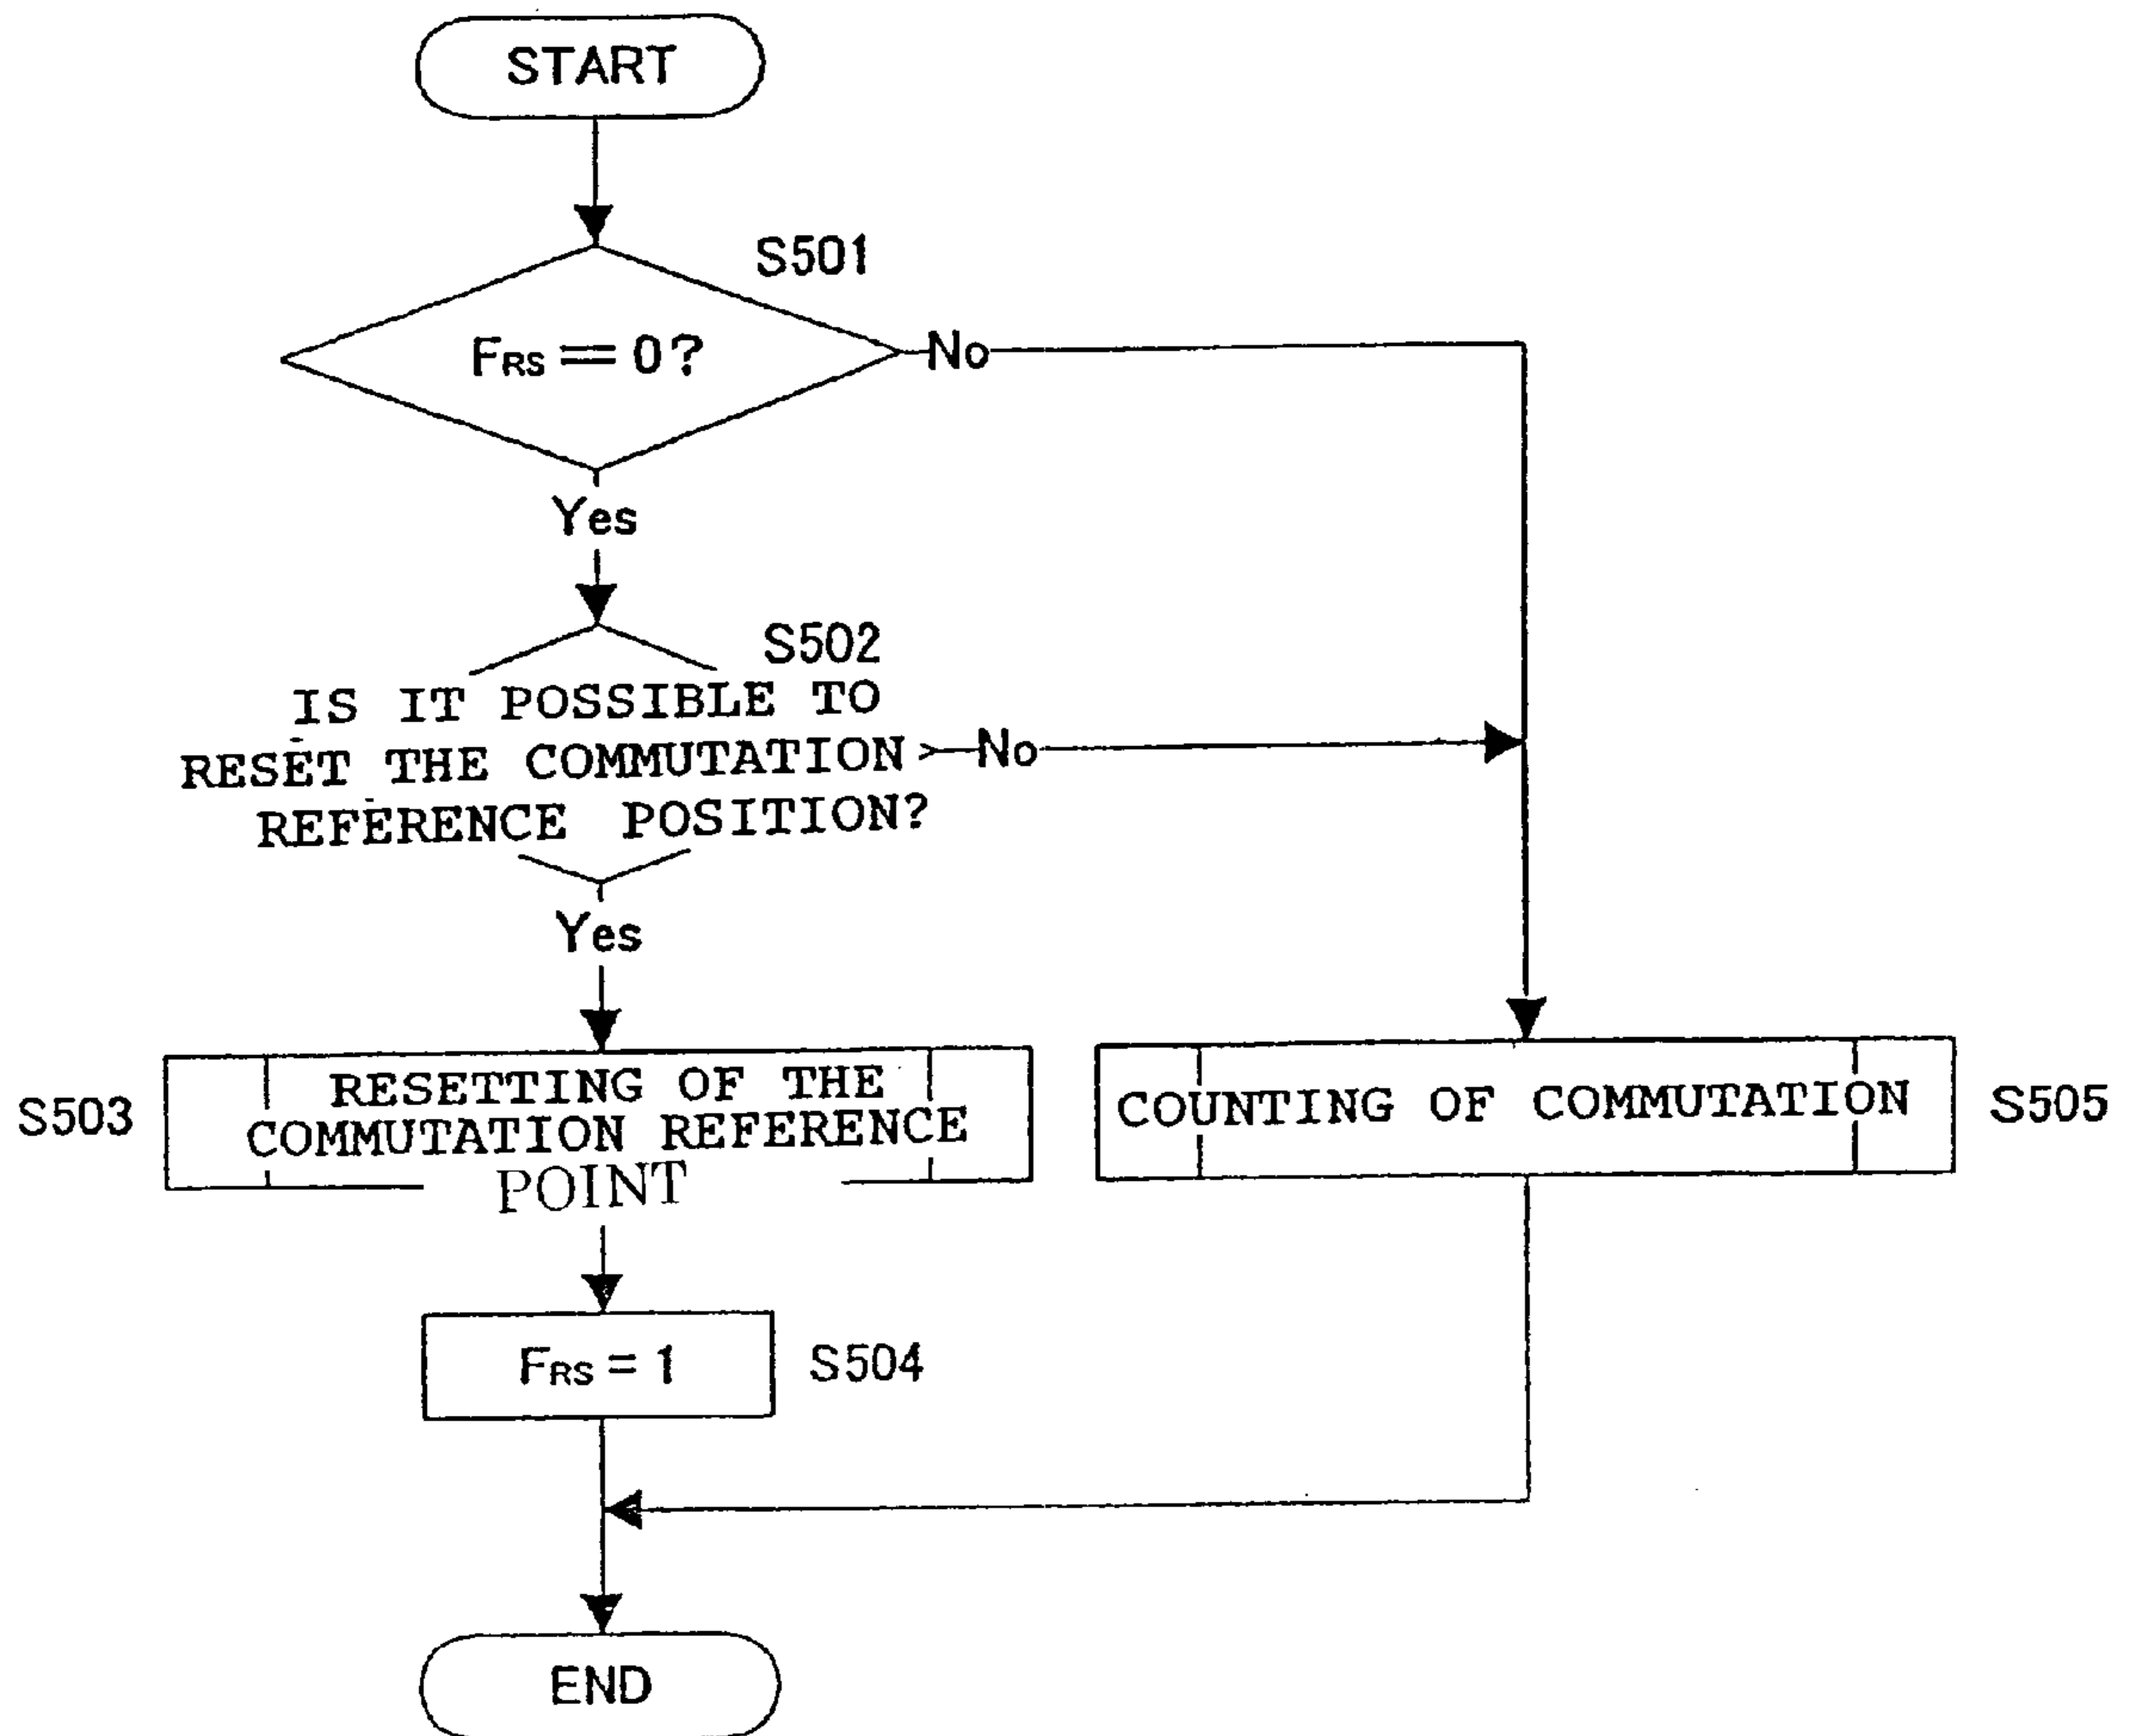 START
S501
FRS == 0?
No
Yes
S502
IS IT POSSIBLE TO
RESET THE COMMUTATION
REFERENCE POSITION?
No
Yes
S503
RESETTING OF THE
COMMUTATION REFERENCE
POINT
COUNTING OF COMMUTATION
S505
FRS = 1
S504
END